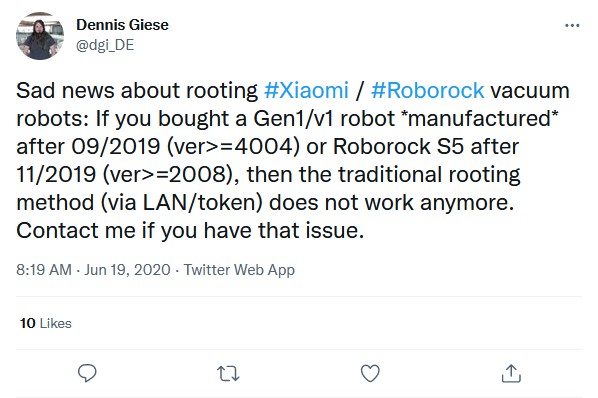 Dennis Giese
@dgi_DE
Sad news about rooting #Xiaomi / #Roborock vacuum
robots: If you bought a Gen1/v1 robot *manufactured*
after 09/2019 (ver>=4004) or Roborock S5 after
11/2019 (ver>=2008), then the traditional rooting
method (via LAN/token) does not work anymore.
Contact me if you have that issue.
8:19 AM · Jun 19, 2020 · Twitter Web App
10 Likes